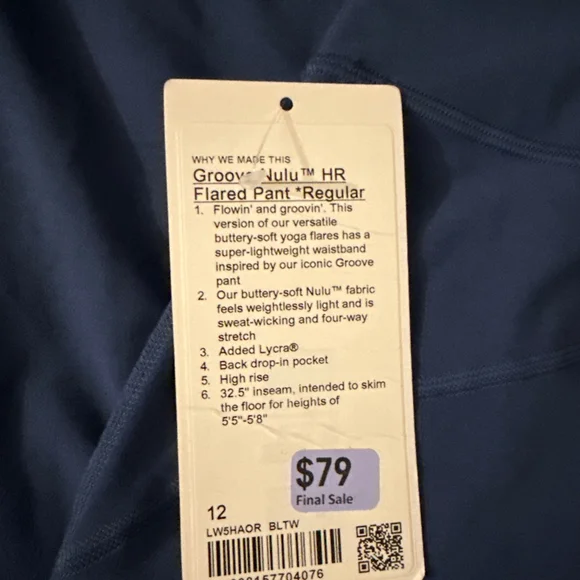 WHY WE MADE THIS
Groove Nulu™ HR
Flared Pant *Regular
1. Flowin' and groovin'. This
version of our versatile
buttery-soft yoga flares has a
super-lightweight waistband
inspired by our iconic Groove
pant
2. Our buttery-soft Nulu™ fabric
feels weightlessly light and is
sweat-wicking and four-way
stretch
3. Added Lycra®
4. Back drop-in pocket
5. High rise
6. 32.5" inseam, intended to skim
the floor for heights of
5'5"-5'8"
$79
Final Sale
12
LW5HAOR BLTW